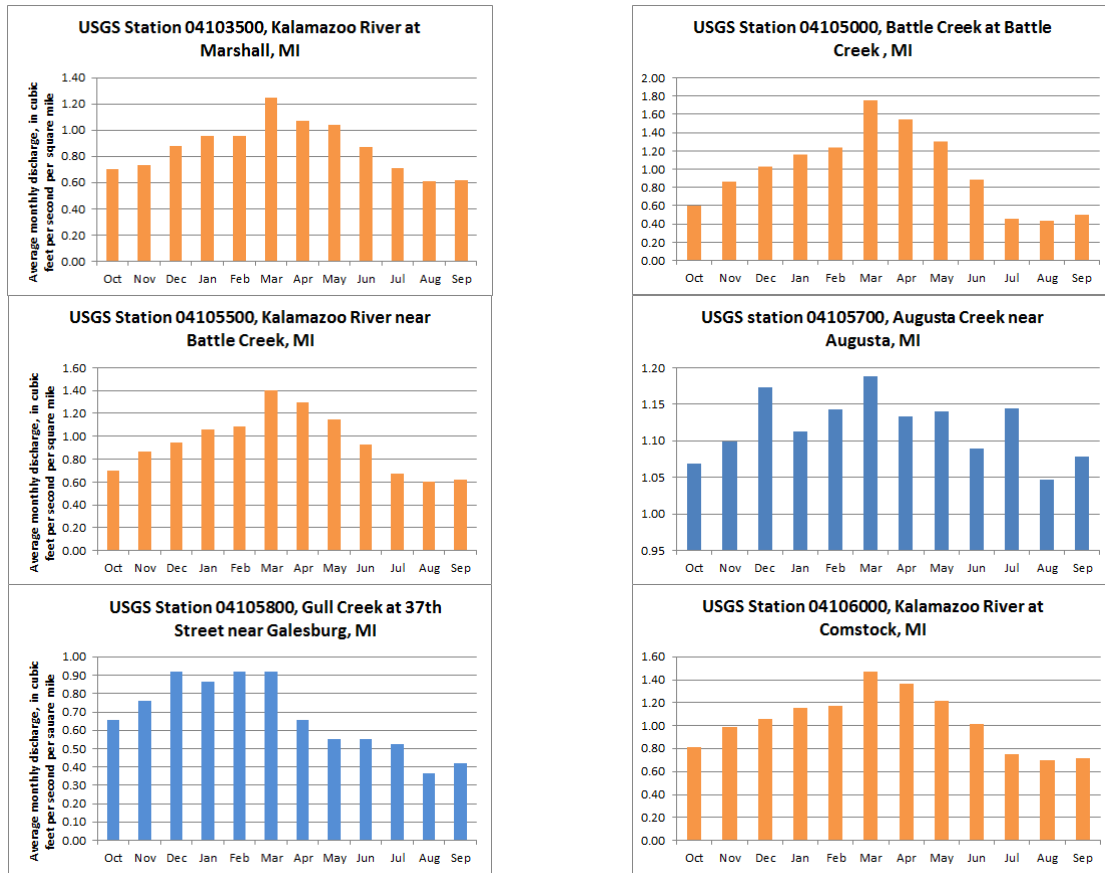 USGS Station 04103500, Kalamazoo River at
Marshall, MI
Average monthly discharge, in cubic
feet per second per square mile
1.40
1.20
1.00
0.80
0.60
0.40
0.20
0.00
Oct Nov Dec Jan Feb Mar Apr May Jun Jul Aug Sep
USGS Station 04105000, Battle Creek at Battle
Creek , MI
2.00
1.80
1.60
1.40
1.20
1.00
0.80
0.60
0.40
0.20
0.00
Oct Nov Dec Jan Feb Mar Apr May Jun Jul Aug Sep
USGS Station 04105500, Kalamazoo River near
Battle Creek, MI
Average monthly discharge, in cubic
feet per second per square mile
1.60
1.40
1.20
1.00
0.80
0.60
0.40
0.20
0.00
Oct Nov Dec Jan Feb Mar Apr May Jun Jul Aug Sep
USGS station 04105700, Augusta Creek near
Augusta, MI
1.20
1.15
1.10
1.05
1.00
0.95
Oct Nov Dec Jan Feb Mar Apr May Jun Jul Aug Sep
USGS Station 04105800, Gull Creek at 37th
Street near Galesburg, MI
Average monthly discharge, in cubic
feet per second per sauare mile
1.00
0.90
0.80
0.70
0.60
0.50
0.40
0.30
0.20
0.10
0.00
Oct Nov Dec Jan Feb Mar Apr May Jun Jul Aug Sep
USGS Station 04106000, Kalamazoo River at
Comstock, MI
1.60
1.40
1.20
1.00
0.80
0.60
0.40
0.20
0.00
Oct Nov Dec Jan Feb Mar Apr May Jun Jul Aug Sep